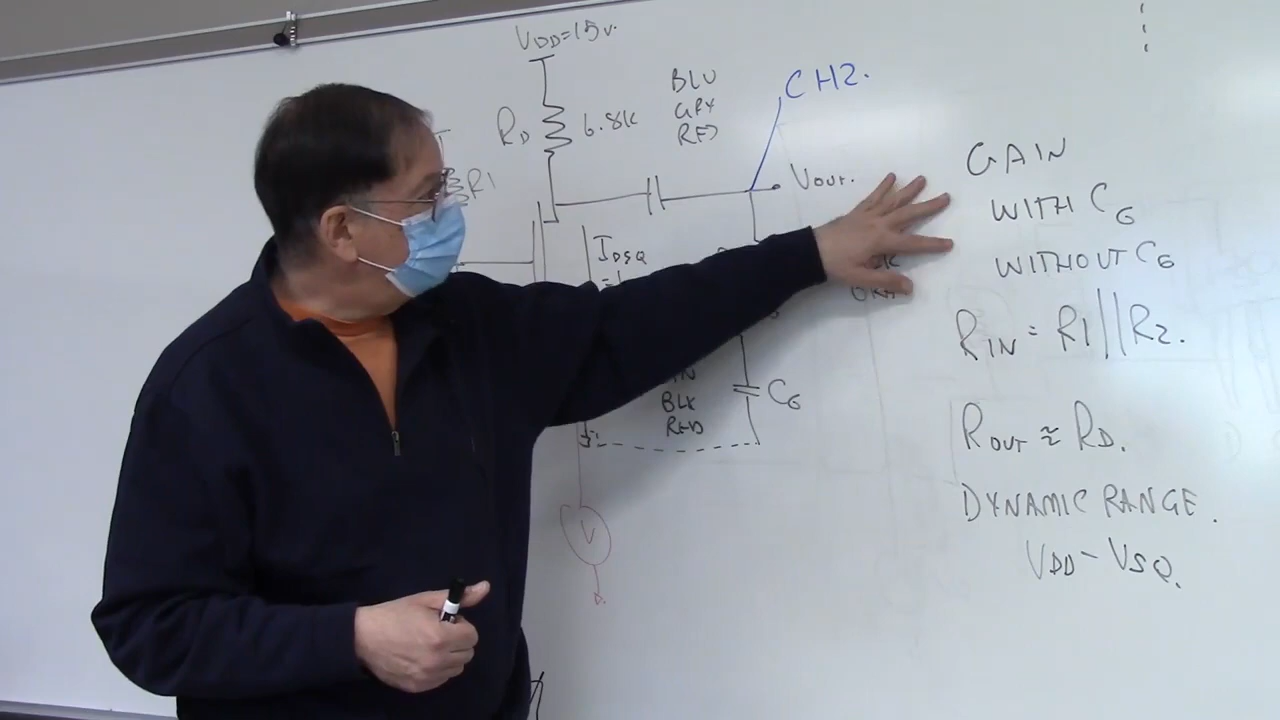 VDD=15V.
RD
6.8K
BLU
GRY
RED
CH2.
VOUT.
R1
IDSQ
BLK
RED
CG
V
GAIN
WITH CG
WITHOUT CG
RIN = R1||R2.
ROUT ≈ RD.
DYNAMIC RANGE.
VDD - VSQ.